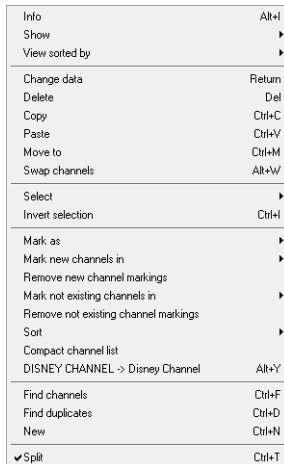 Info Alt+I
Show
View sorted by
Change data Return
Delete Del
Copy Ctrl+C
Paste Ctrl+V
Move to Ctrl+M
Swap channels Alt+W
Select
Invert selection Ctrl+I
Mark as
Mark new channels in
Remove new channel markings
Mark not existing channels in
Remove not existing channel markings
Sort
Compact channel list
DISNEY CHANNEL -> Disney Channel Alt+Y
Find channels Ctrl+F
Find duplicates Ctrl+D
New Ctrl+N
Split Ctrl+T